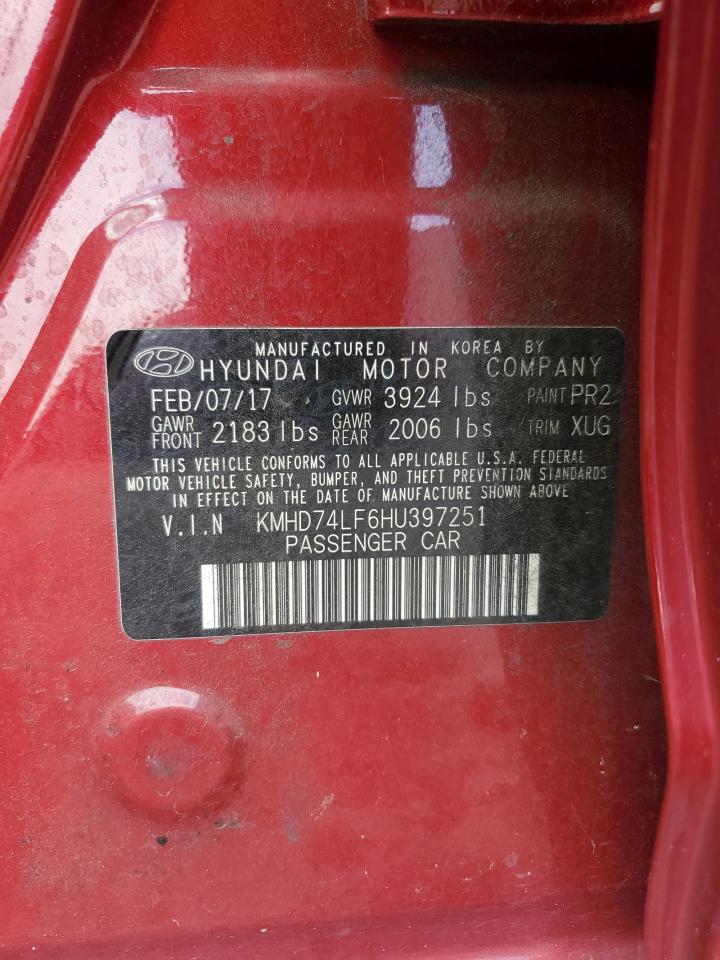 MANUFACTURED IN KOREA BY
HYUNDAI MOTOR COMPANY
FEB/07/17 GVWR 3924 lbs PAINT PR2
GAWR FRONT 2183 lbs GAWR REAR 2006 lbs TRIM XUG
THIS VEHICLE CONFORMS TO ALL APPLICABLE U.S.A. FEDERAL
MOTOR VEHICLE SAFETY, BUMPER, AND THEFT PREVENTION STANDARDS
IN EFFECT ON THE DATE OF MANUFACTURE SHOWN ABOVE
V.I.N KMHD74LF6HU397251
PASSENGER CAR